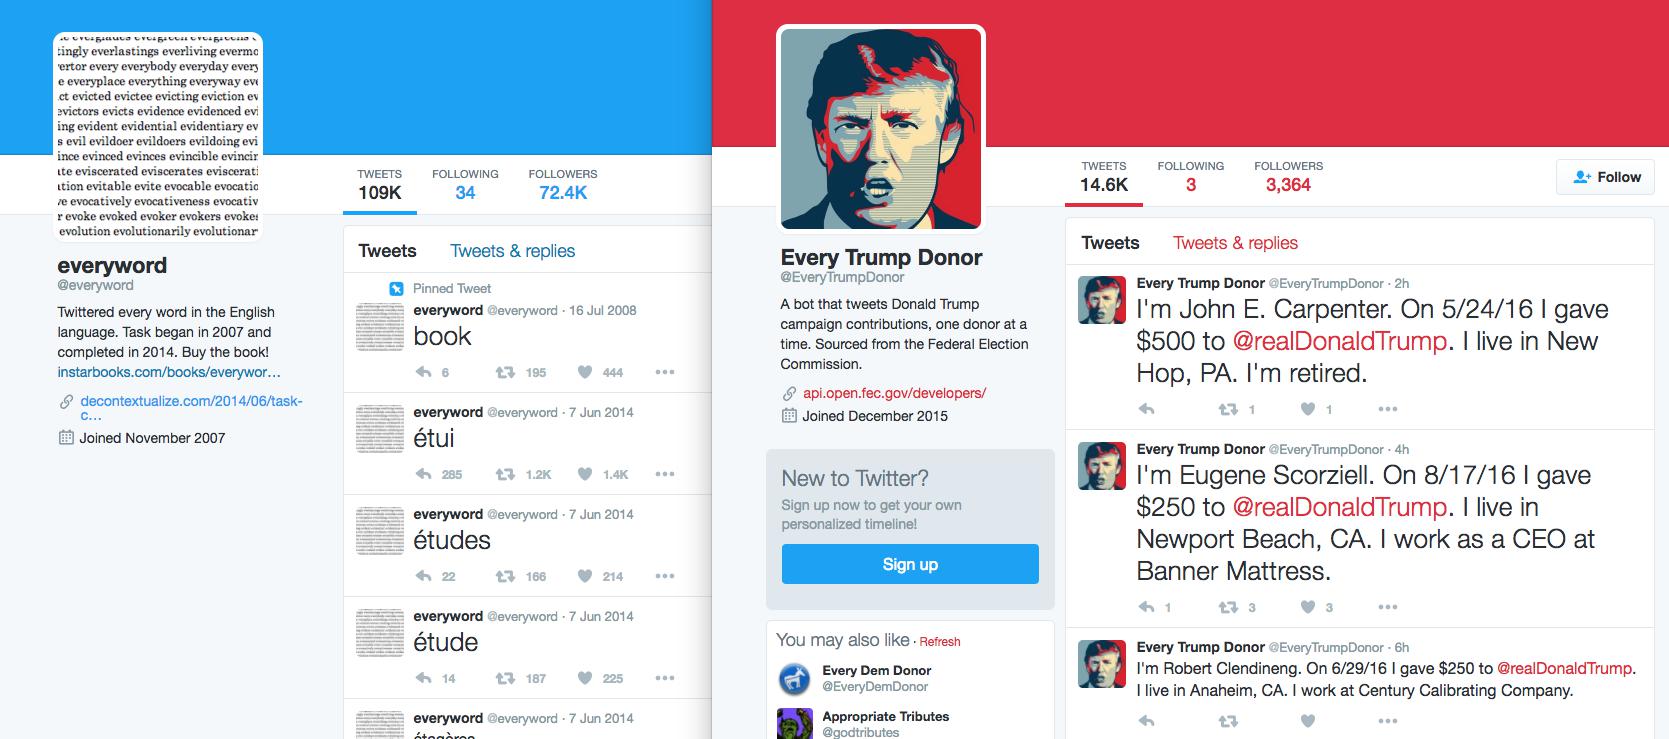 tingly everlastings everliving evermo
vertor every everybody everyday every
e everyplace everything everyway eve
ct evicted evictee evicting eviction ev
evictors evicts evidence evidenced evi
ing evident evidential evidentiary ev
s evil evildoer evildoers evildoing evi
ince evinced evinces evincible evincin
ate eviscerated eviscerates eviscerati
ation evitable evite evocable evocatio
ve evocatively evocativeness evocativ
r evoke evoked evoker evokers evokes
evolution evolutionarily evolutionar
everyword
@everyword
Twittered every word in the English
language. Task began in 2007 and
completed in 2014. Buy the book!
instarbooks.com/books/everywor…
decontextualize.com/2014/06/task-
c…
Joined November 2007
TWEETS FOLLOWING FOLLOWERS
109K 34 72.4K
Tweets Tweets & replies
Pinned Tweet
everyword @everyword · 16 Jul 2008
book
6 195 444
everyword @everyword · 7 Jun 2014
étui
285 1.2K 1.4K
everyword @everyword · 7 Jun 2014
études
22 166 214
everyword @everyword · 7 Jun 2014
étude
14 187 225
everyword @everyword · 7 Jun 2014
étagères
Every Trump Donor
@EveryTrumpDonor
A bot that tweets Donald Trump
campaign contributions, one donor at a
time. Sourced from the Federal Election
Commission.
api.open.fec.gov/developers/
Joined December 2015
New to Twitter?
Sign up now to get your own
personalized timeline!
Sign up
You may also like · Refresh
Every Dem Donor
@EveryDemDonor
Appropriate Tributes
@godtributes
TWEETS FOLLOWING FOLLOWERS
14.6K 3 3,364
Follow
Tweets Tweets & replies
Every Trump Donor @EveryTrumpDonor · 2h
I'm John E. Carpenter. On 5/24/16 I gave
$500 to @realDonaldTrump. I live in New
Hop, PA. I'm retired.
1 1
Every Trump Donor @EveryTrumpDonor · 4h
I'm Eugene Scorziell. On 8/17/16 I gave
$250 to @realDonaldTrump. I live in
Newport Beach, CA. I work as a CEO at
Banner Mattress.
1 3 3
Every Trump Donor @EveryTrumpDonor · 6h
I'm Robert Clendineng. On 6/29/16 I gave $250 to @realDonaldTrump.
I live in Anaheim, CA. I work at Century Calibrating Company.